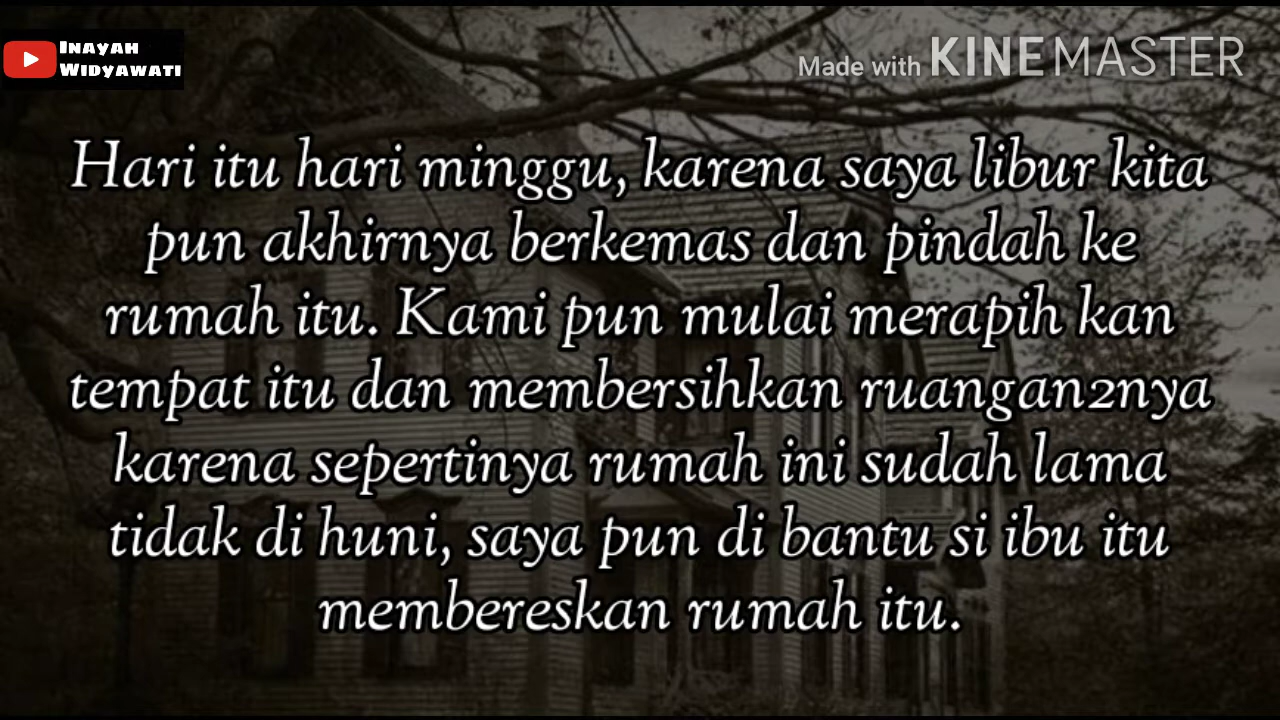 Inayah
Widyawati
Made with KINEMASTER
Hari itu hari minggu, karena saya libur kita
pun akhirnya berkemas dan pindah ke
rumah itu. Kami pun mulai merapih kan
tempat itu dan membersihkan ruangan2nya
karena sepertinya rumah ini sudah lama
tidak di huni, saya pun di bantu si ibu itu
membereskan rumah itu.